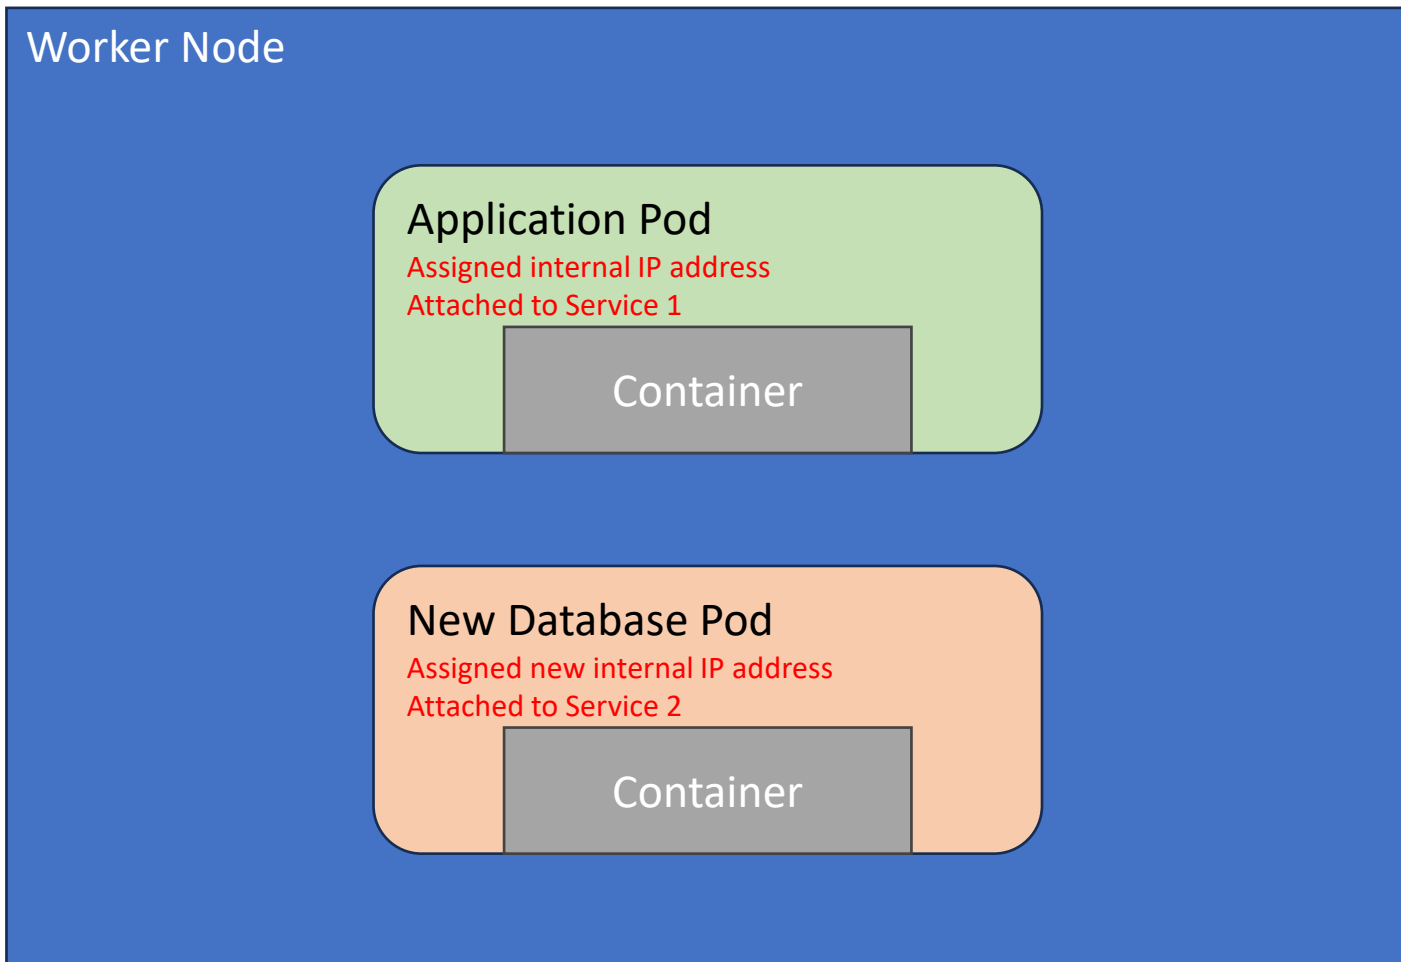 Worker Node
Application Pod
Assigned internal IP address
Attached to Service 1
Container
New Database Pod
Assigned new internal IP address
Attached to Service 2
Container